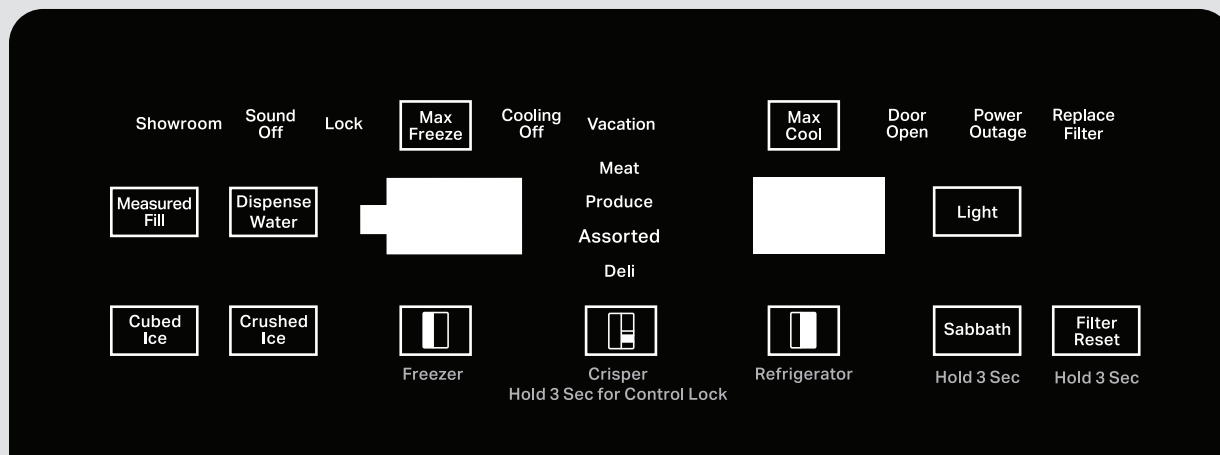 Showroom
Sound
Off
Lock
Max
Freeze
Cooling
Off
Vacation
Max
Cool
Door
Open
Power
Outage
Replace
Filter
Meat
Produce
Assorted
Deli
Measured
Fill
Dispense
Water
Light
Cubed
Ice
Crushed
Ice
Freezer
Crisper
Hold 3 Sec for Control Lock
Refrigerator
Sabbath
Hold 3 Sec
Filter
Reset
Hold 3 Sec